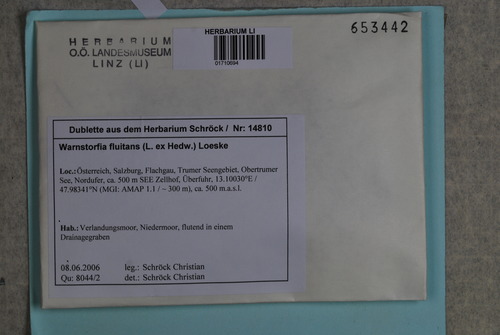 HERBARIUM
O.Ö. LANDESMUSEUM
LINZ (LI)
HERBARIUM LI
01710694
653442
Dublette aus dem Herbarium Schröck / Nr: 14810
Warnstorfia fluitans (L. ex Hedw.) Loeske
Loc.: Österreich, Salzburg, Flachgau, Trumer Seengebiet, Obertrumer
See, Nordufer, ca. 500 m SEE Zellhof, Überfuhr, 13.10030°E /
47.98341°N (MGI: AMAP 1.1 / ~ 300 m), ca. 500 m.a.s.l.
Hab.: Verlandungsmoor, Niedermoor, flutend in einem
Drainagegraben
08.06.2006 leg.: Schröck Christian
Qu: 8044/2 det.: Schröck Christian